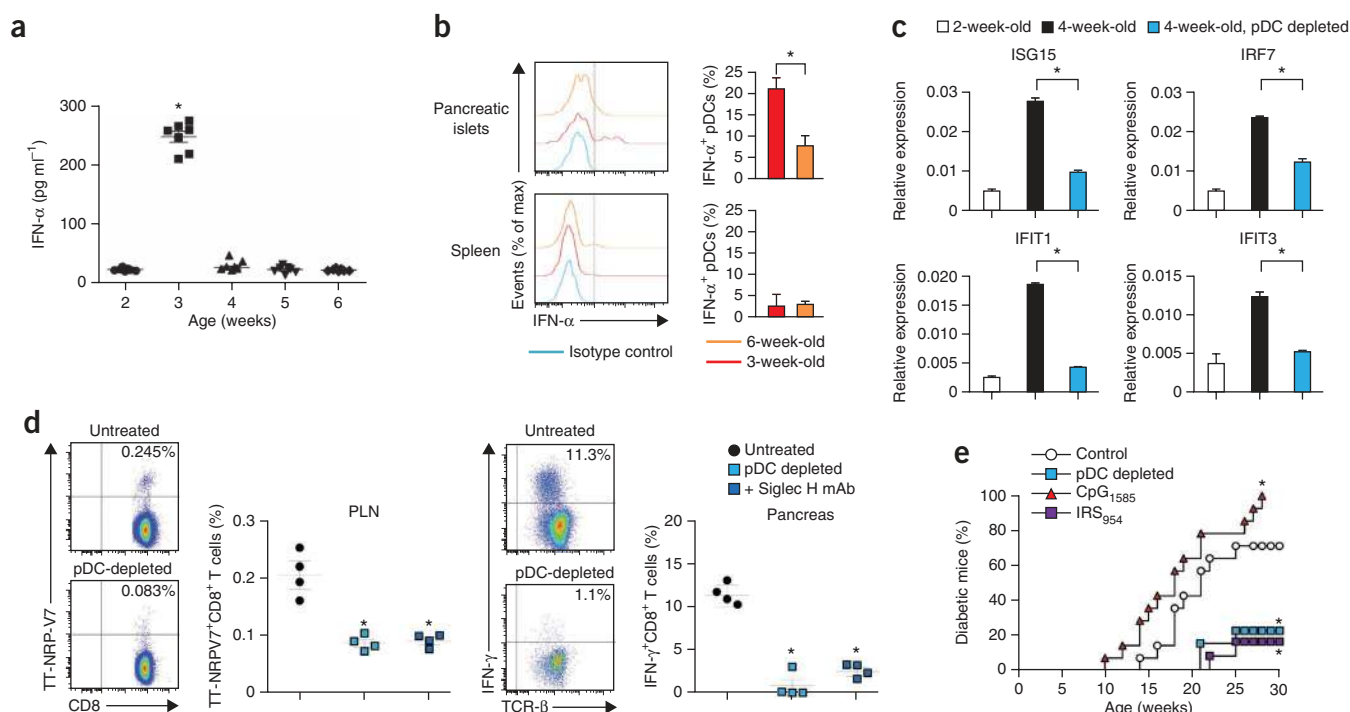 a
IFN-α (pg ml⁻¹)
300
200
100
0
*
2 3 4 5 6
Age (weeks)
b
Pancreatic islets
Spleen
Events (% of max)
IFN-α
Isotype control
6-week-old
3-week-old
IFN-α⁺ pDCs (%)
25
20
15
10
5
0
*
IFN-α⁺ pDCs (%)
25
20
15
10
5
0
c
2-week-old 4-week-old 4-week-old, pDC depleted
ISG15
Relative expression
0.03
0.02
0.01
0
*
IRF7
Relative expression
0.03
0.02
0.01
0
*
IFIT1
Relative expression
0.020
0.015
0.010
0.005
0
*
IFIT3
Relative expression
0.015
0.010
0.005
0
*
d
Untreated
0.245%
pDC-depleted
0.083%
TT-NRP-V7
CD8
PLN
TT-NRPV7⁺CD8⁺ T cells (%)
0.3
0.2
0.1
0
* *
Untreated
11.3%
pDC-depleted
1.1%
IFN-γ
TCR-β
Untreated
pDC depleted
+ Siglec H mAb
Pancreas
IFN-γ⁺CD8⁺ T cells (%)
20
15
10
5
0
* *
e
Control
pDC depleted
CpG₁₅₈₅
IRS₉₅₄
Diabetic mice (%)
100
80
60
40
20
0
*
*
*
0 5 10 15 20 25 30
Age (weeks)